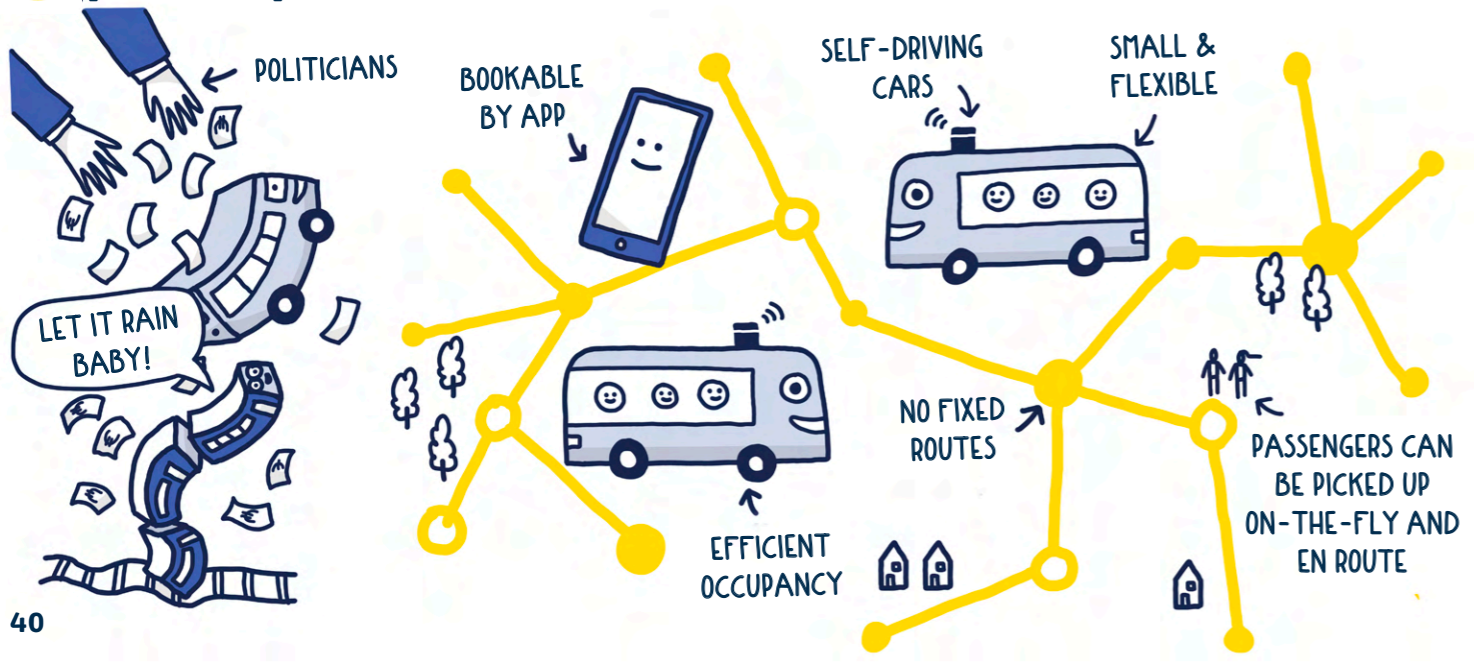 POLITICIANS
LET IT RAIN
BABY!
BOOKABLE
BY APP
SELF-DRIVING
CARS
SMALL &
FLEXIBLE
EFFICIENT
OCCUPANCY
NO FIXED
ROUTES
PASSENGERS CAN
BE PICKED UP
ON-THE-FLY AND
EN ROUTE
€
€
€
€
€
€
€
40